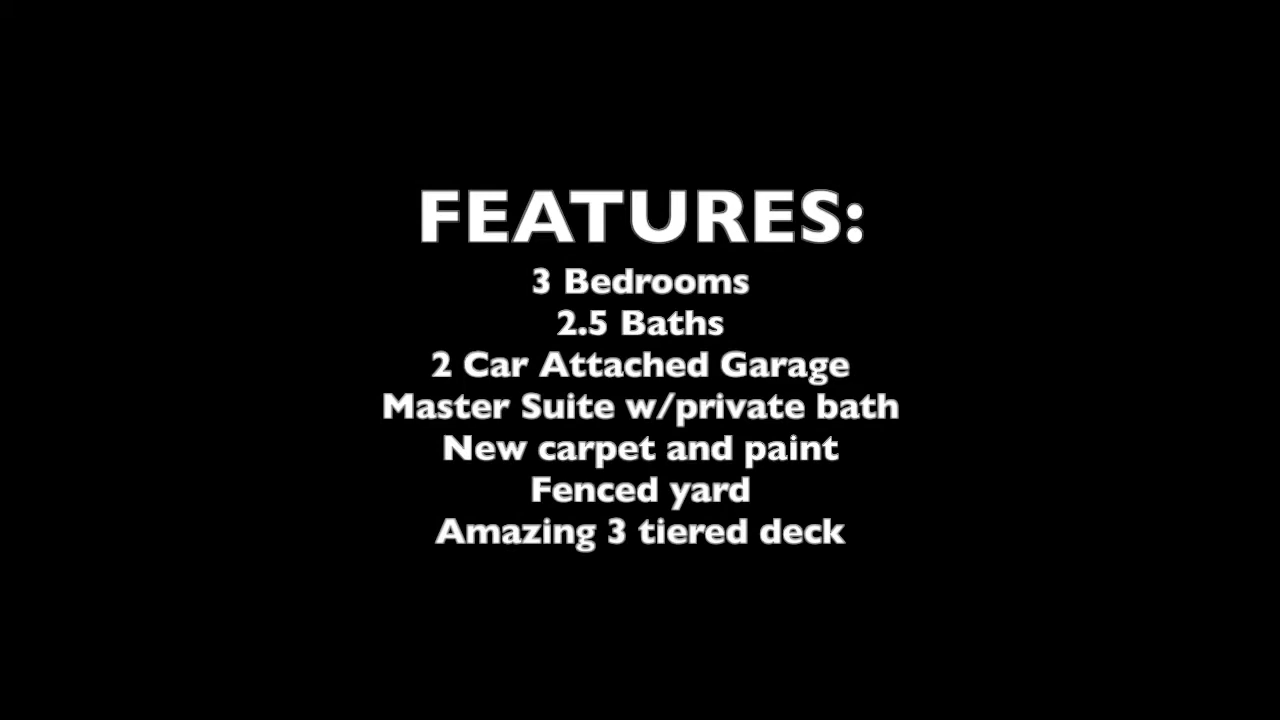 FEATURES:
3 Bedrooms
2.5 Baths
2 Car Attached Garage
Master Suite w/private bath
New carpet and paint
Fenced yard
Amazing 3 tiered deck